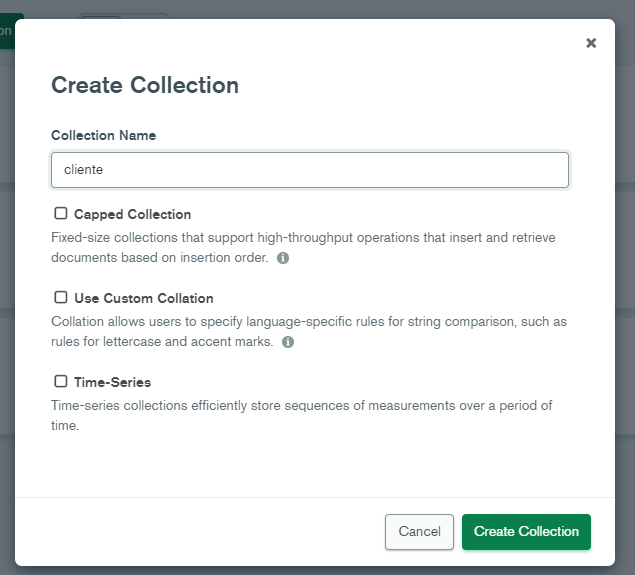 on
Create Collection
Collection Name
cliente
Capped Collection
Fixed-size collections that support high-throughput operations that insert and retrieve
documents based on insertion order.
Use Custom Collation
Collation allows users to specify language-specific rules for string comparison, such as
rules for lettercase and accent marks.
Time-Series
Time-series collections efficiently store sequences of measurements over a period of
time.
Cancel
Create Collection